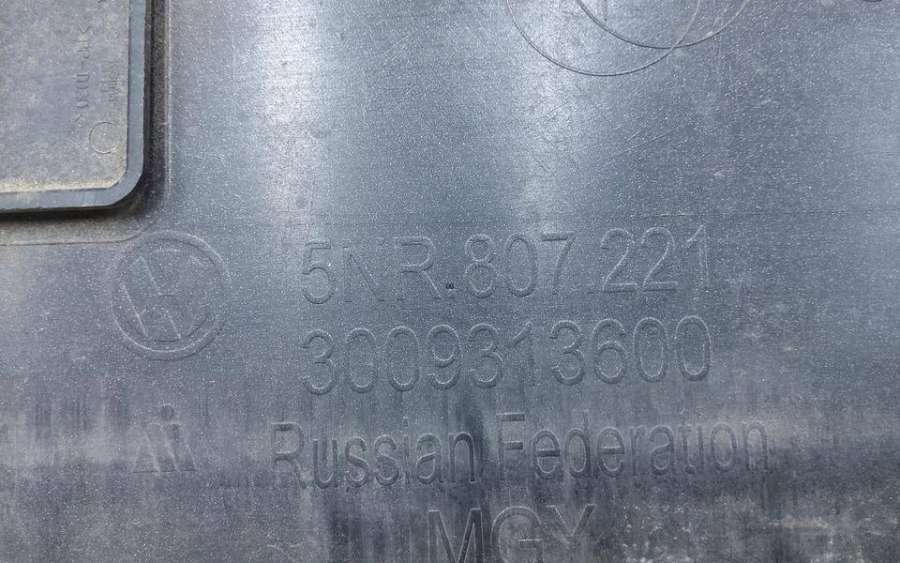 5NR.807.221
3009313600
Russian Federation
MGY